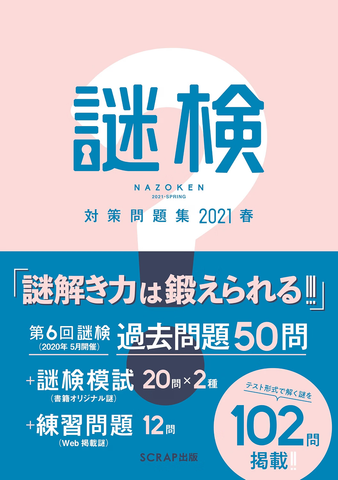 謎検
NAZOKEN
2021・SPRING
対策問題集 2021 春
「謎解き力は鍛えられる!!!」
第6回謎検
(2020年 5月開催)
過去問題50問
+謎検模試 20問×2種
(書籍オリジナル謎)
+練習問題 12問
(Web 掲載謎)
テスト形式で解く謎を
102問
掲載!!
SCRAP出版